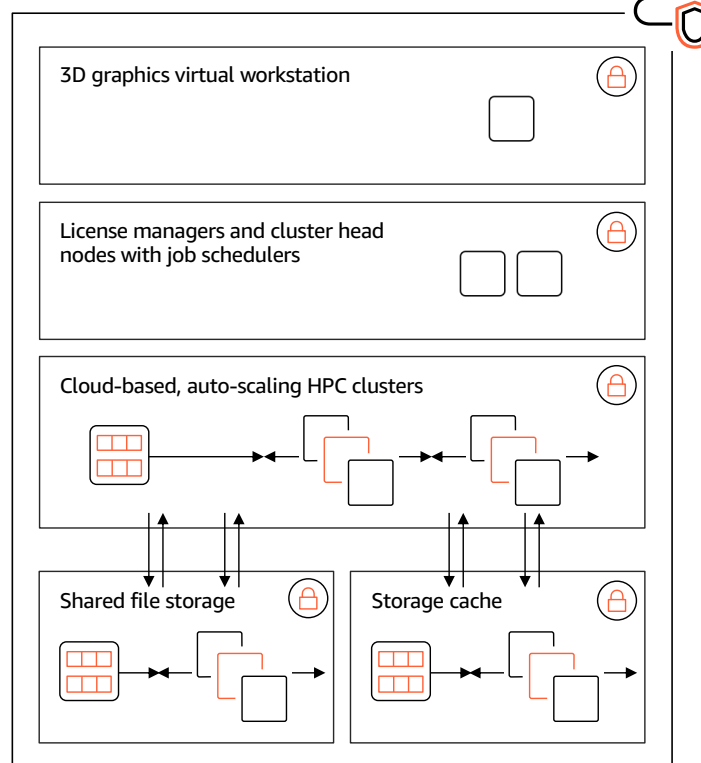 3D graphics virtual workstation
License managers and cluster head
nodes with job schedulers
Cloud-based, auto-scaling HPC clusters
Shared file storage
Storage cache